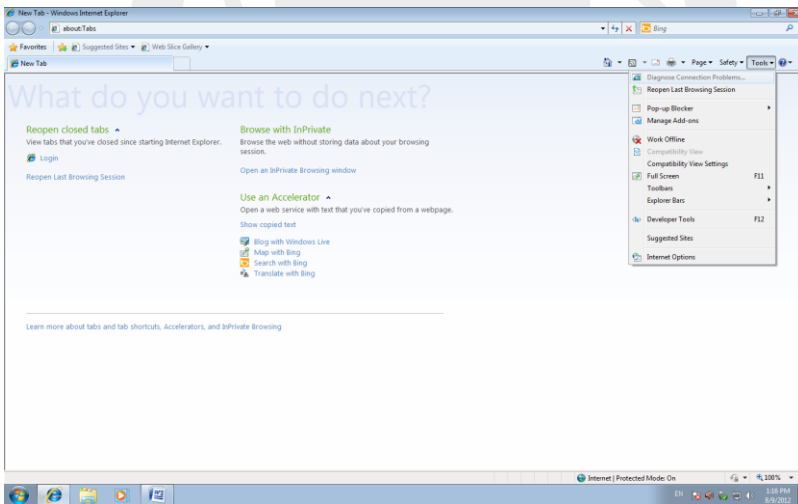 New Tab - Windows Internet Explorer
about:Tabs
Bing
Favorites
Suggested Sites
Web Slice Gallery
New Tab
Page
Safety
Tools
What do you want to do next?
Reopen closed tabs
View tabs that you've closed since starting Internet Explorer.
Login
Reopen Last Browsing Session
Browse with InPrivate
Browse the web without storing data about your browsing
session.
Open an InPrivate Browsing window
Use an Accelerator
Open a web service with text that you've copied from a webpage.
Show copied text
Blog with Windows Live
Map with Bing
Search with Bing
Translate with Bing
Learn more about tabs and tab shortcuts, Accelerators, and InPrivate Browsing
Diagnose Connection Problems...
Reopen Last Browsing Session
Pop-up Blocker
Manage Add-ons
Work Offline
Compatibility View
Compatibility View Settings
Full Screen F11
Toolbars
Explorer Bars
Developer Tools F12
Suggested Sites
Internet Options
Internet | Protected Mode: On
100%
EN
1:16 PM
8/9/2012